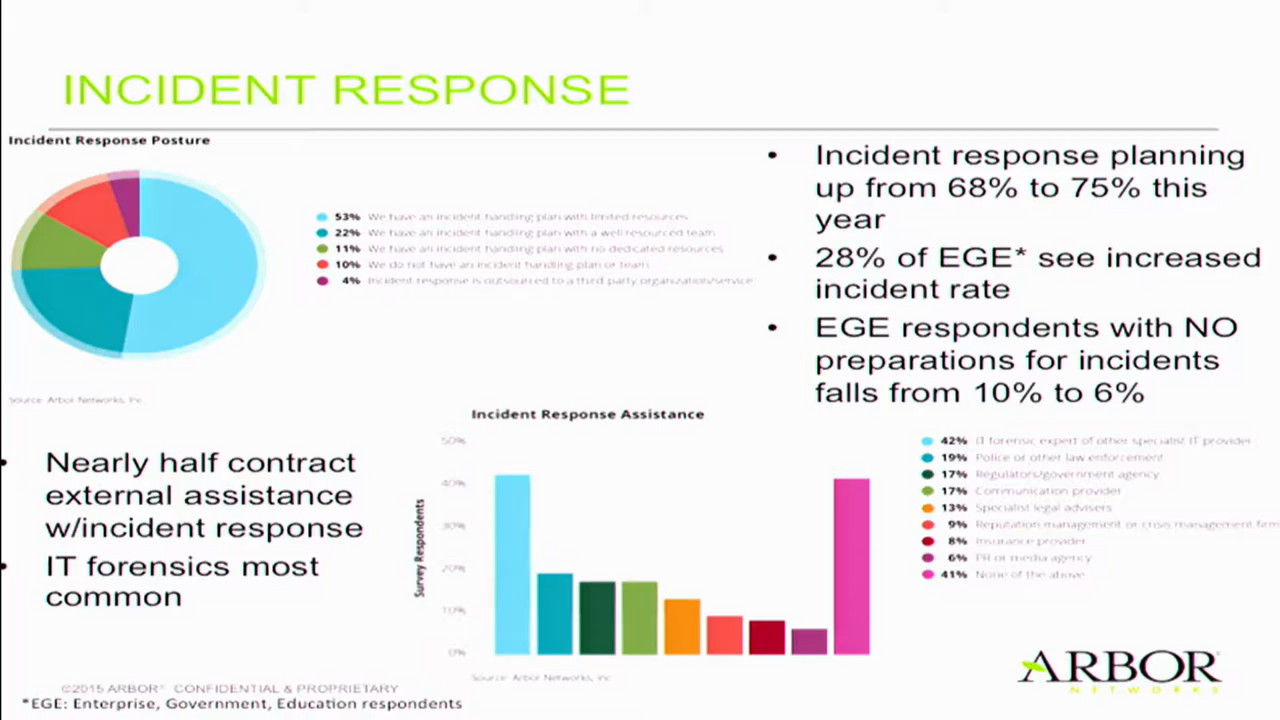 INCIDENT RESPONSE
Incident Response Posture
53% We have an incident handling plan with limited resources
22% We have an incident handling plan with a well resourced team
11% We have an incident handling plan with no dedicated resources
10% We do not have an incident handling plan or team
4% Incident response is outsourced to a third party organization/service
Source: Arbor Networks, Inc.
• Incident response planning
up from 68% to 75% this
year
• 28% of EGE* see increased
incident rate
• EGE respondents with NO
preparations for incidents
falls from 10% to 6%
• Nearly half contract
external assistance
w/incident response
• IT forensics most
common
Incident Response Assistance
Survey Respondents
50%
40%
30%
20%
10%
0%
42% IT forensic expert of other specialist IT provider
19% Police or other law enforcement
17% Regulators/government agency
17% Communication provider
13% Specialist legal advisers
9% Reputation management or crisis management firm
8% Insurance provider
6% PR or media agency
41% None of the above
Source: Arbor Networks, Inc.
ARBOR®
NETWORKS
©2015 ARBOR® CONFIDENTIAL & PROPRIETARY
*EGE: Enterprise, Government, Education respondents